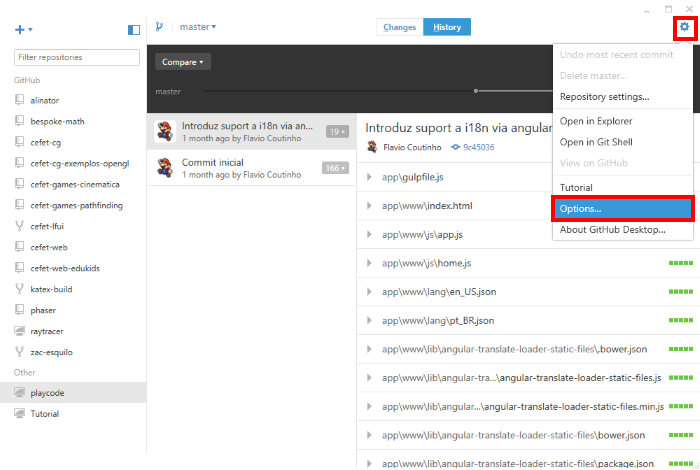 master
Changes
History
Filter repositories
GitHub
alinator
bespoke-math
cefet-cg
cefet-cg-exemplos-opengl
cefet-games-cinematica
cefet-games-pathfinding
cefet-lfui
cefet-web
cefet-web-edukids
katex-build
phaser
raytracer
zac-esquilo
Other
playcode
Tutorial
Compare
master
Introduz suport a i18n via an...
1 month ago by Flavio Coutinho
19
Commit inicial
1 month ago by Flavio Coutinho
166
Introduz suport a i18n via angular
Flavio Coutinho
9c45036
app\gulpfile.js
app\www\index.html
app\www\js\app.js
app\www\js\home.js
app\www\lang\en_US.json
app\www\lang\pt_BR.json
app\www\lib\angular-translate-loader-static-files\.bower.json
app\www\lib\angular-tra...\angular-translate-loader-static-files.js
app\www\lib\angular...\angular-translate-loader-static-files.min.js
app\www\lib\angular-translate-loader-static-files\bower.json
app\www\lib\angular-translate-loader-static-files\package.json
Undo most recent commit
Delete master...
Repository settings...
Open in Explorer
Open in Git Shell
View on GitHub
Tutorial
Options...
About GitHub Desktop...